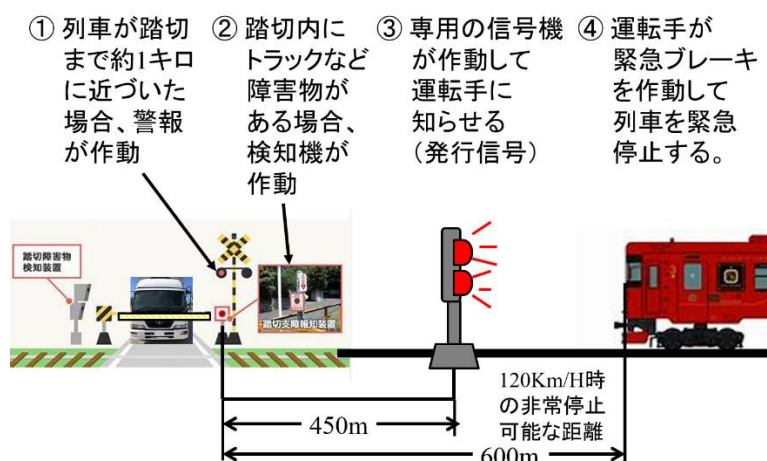 ① 列車が踏切
まで約1キロ
に近づいた
場合、警報
が作動
② 踏切内に
トラックなど
障害物が
ある場合、
検知機が
作動
③ 専用の信号機
が作動して
運転手に
知らせる
（発行信号）
④ 運転手が
緊急ブレーキ
を作動して
列車を緊急
停止する。
踏切障害物
検知装置
踏切支障報知装置
120Km/H時
の非常停止
可能な距離
450m
600m